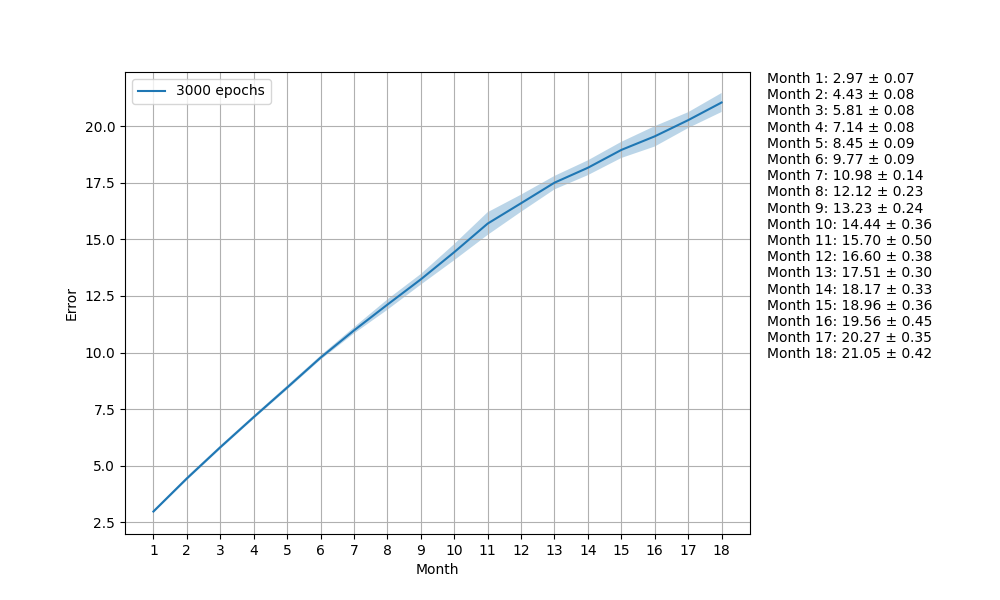 3000 epochs
Error
20.0
17.5
15.0
12.5
10.0
7.5
5.0
2.5
1 2 3 4 5 6 7 8 9 10 11 12 13 14 15 16 17 18
Month
Month 1: 2.97 ± 0.07
Month 2: 4.43 ± 0.08
Month 3: 5.81 ± 0.08
Month 4: 7.14 ± 0.08
Month 5: 8.45 ± 0.09
Month 6: 9.77 ± 0.09
Month 7: 10.98 ± 0.14
Month 8: 12.12 ± 0.23
Month 9: 13.23 ± 0.24
Month 10: 14.44 ± 0.36
Month 11: 15.70 ± 0.50
Month 12: 16.60 ± 0.38
Month 13: 17.51 ± 0.30
Month 14: 18.17 ± 0.33
Month 15: 18.96 ± 0.36
Month 16: 19.56 ± 0.45
Month 17: 20.27 ± 0.35
Month 18: 21.05 ± 0.42